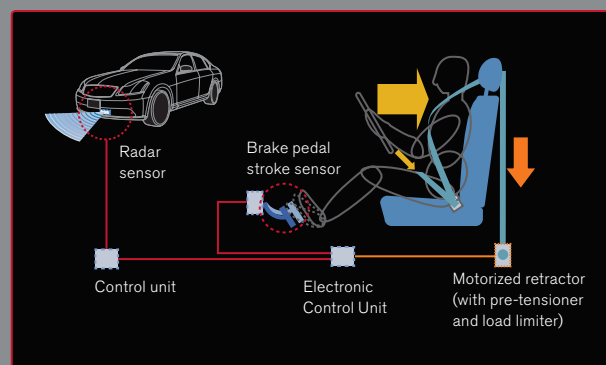 Radar
sensor
Brake pedal
stroke sensor
Control unit
Electronic
Control Unit
Motorized retractor
(with pre-tensioner
and load limiter)